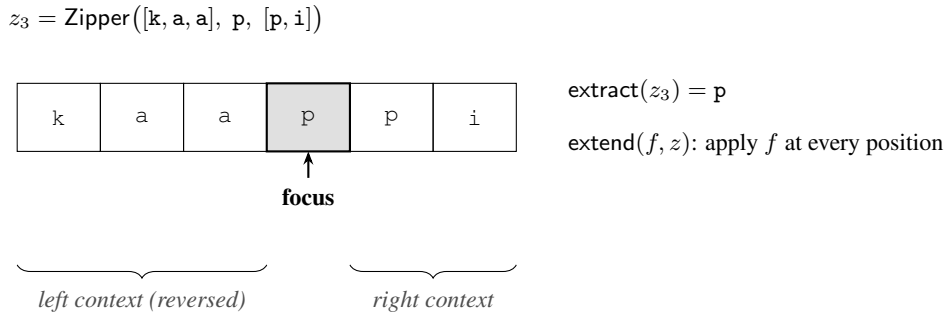 z₃ = Zipper([k, a, a], p, [p, i])
k a a p p i
extract(z₃) = p
extend(f, z): apply f at every position
focus
left context (reversed) right context